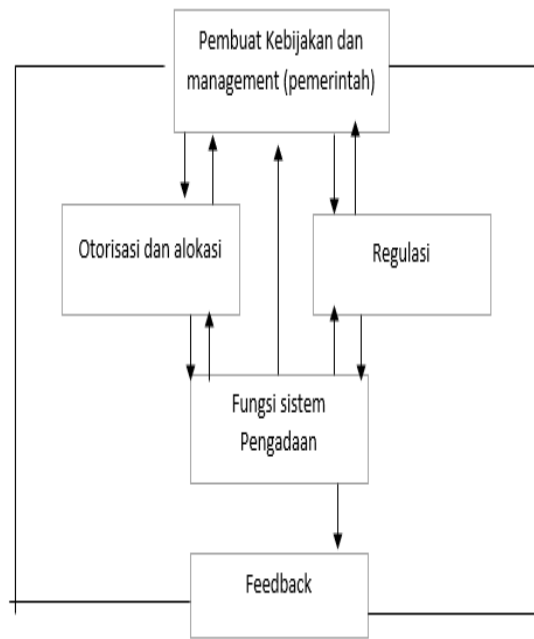 Pembuat Kebijakan dan
management (pemerintah)
Otorisasi dan alokasi
Regulasi
Fungsi sistem
Pengadaan
Feedback